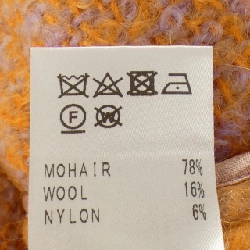 F W
MOHAIR 78%
WOOL 16%
NYLON 6%